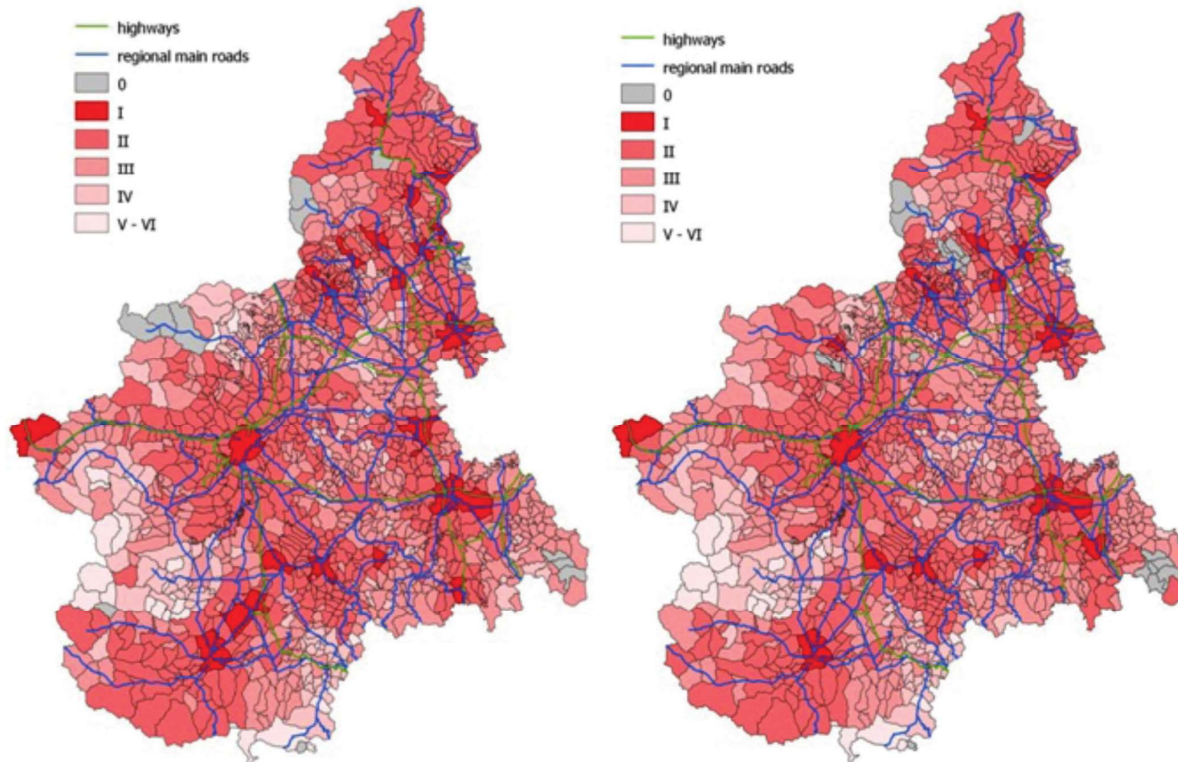 highways
regional main roads
0
I
II
III
IV
V - VI
highways
regional main roads
0
I
II
III
IV
V - VI